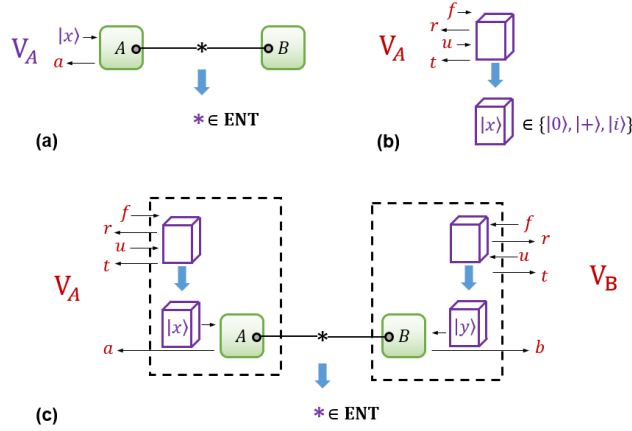 V_A |x⟩ a A * B
* ∈ ENT
(a)
V_A f r u t
|x⟩ ∈ {|0⟩, |+⟩, |i⟩}
(b)
f f
r r
u u
t t
V_A V_B
|x⟩ A * B |y⟩
a b
* ∈ ENT
(c)